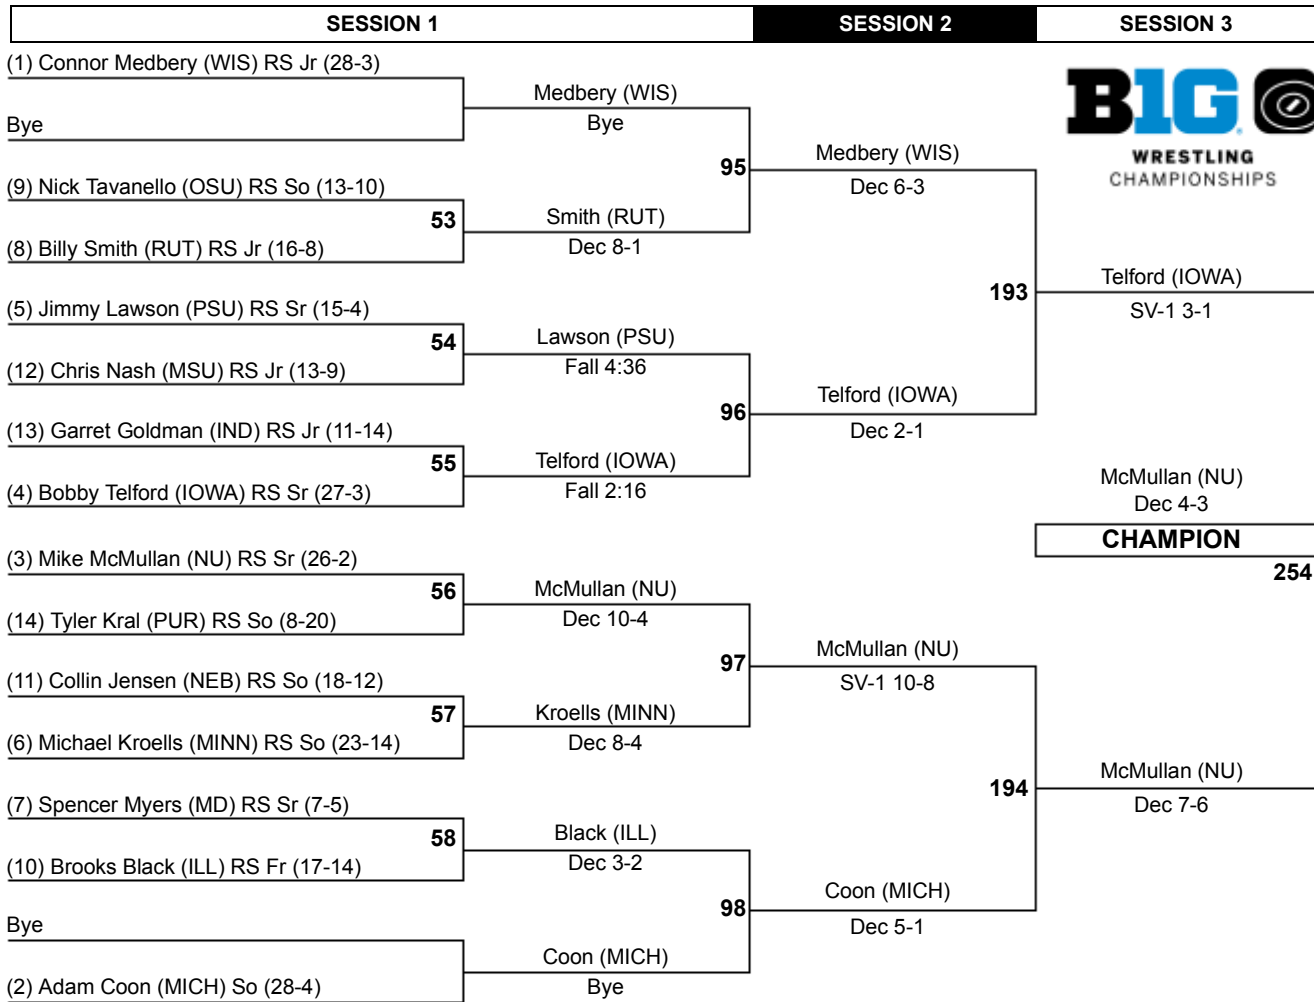 SESSION 1
SESSION 2
SESSION 3
(1) Connor Medbery (WIS) RS Jr (28-3)
Bye
(9) Nick Tavanello (OSU) RS So (13-10)
53
(8) Billy Smith (RUT) RS Jr (16-8)
(5) Jimmy Lawson (PSU) RS Sr (15-4)
54
(12) Chris Nash (MSU) RS Jr (13-9)
(13) Garret Goldman (IND) RS Jr (11-14)
55
(4) Bobby Telford (IOWA) RS Sr (27-3)
(3) Mike McMullan (NU) RS Sr (26-2)
56
(14) Tyler Kral (PUR) RS So (8-20)
(11) Collin Jensen (NEB) RS So (18-12)
57
(6) Michael Kroells (MINN) RS So (23-14)
(7) Spencer Myers (MD) RS Sr (7-5)
58
(10) Brooks Black (ILL) RS Fr (17-14)
Bye
(2) Adam Coon (MICH) So (28-4)
Medbery (WIS)
Bye
95
Smith (RUT)
Dec 8-1
Lawson (PSU)
Fall 4:36
96
Telford (IOWA)
Fall 2:16
McMullan (NU)
Dec 10-4
97
Kroells (MINN)
Dec 8-4
Black (ILL)
Dec 3-2
98
Coon (MICH)
Bye
Medbery (WIS)
Dec 6-3
193
Telford (IOWA)
Dec 2-1
McMullan (NU)
SV-1 10-8
194
Coon (MICH)
Dec 5-1
B1G
WRESTLING
CHAMPIONSHIPS
Telford (IOWA)
SV-1 3-1
McMullan (NU)
Dec 4-3
CHAMPION
254
McMullan (NU)
Dec 7-6